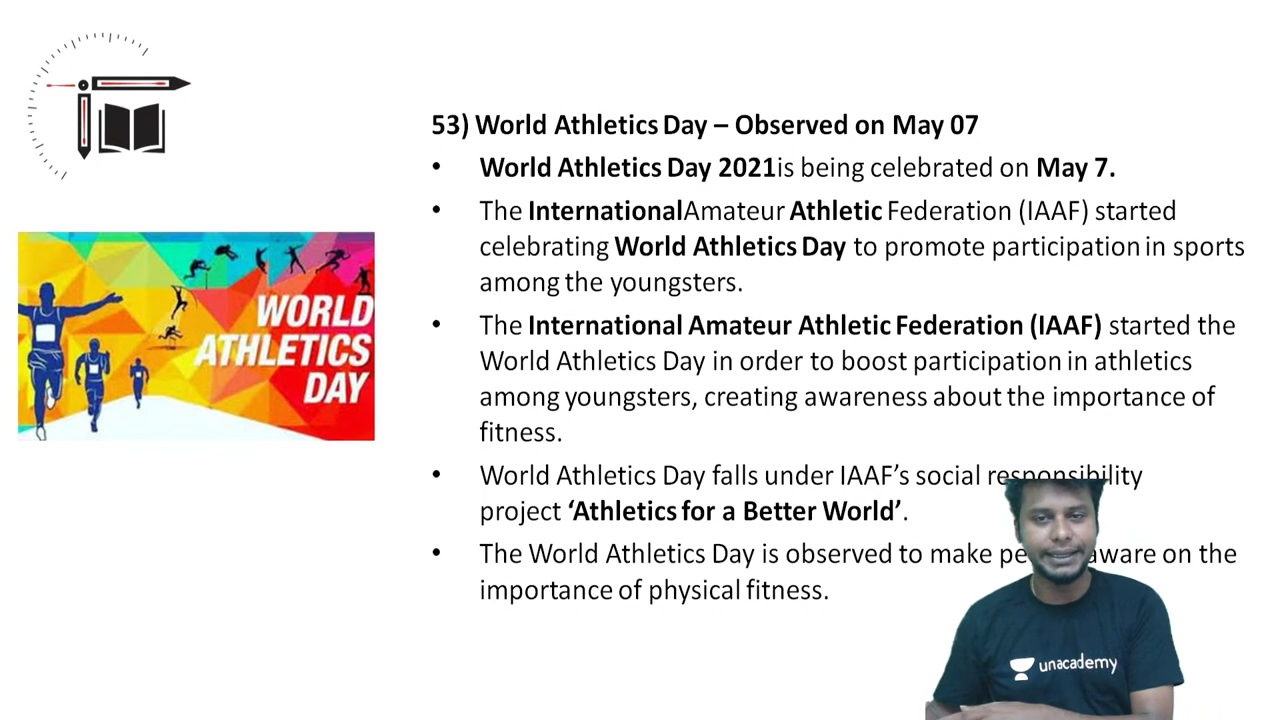 53) World Athletics Day – Observed on May 07
• World Athletics Day 2021is being celebrated on May 7.
• The InternationalAmateur Athletic Federation (IAAF) started
celebrating World Athletics Day to promote participation in sports
among the youngsters.
• The International Amateur Athletic Federation (IAAF) started the
World Athletics Day in order to boost participation in athletics
among youngsters, creating awareness about the importance of
fitness.
• World Athletics Day falls under IAAF’s social responsibility
project ‘Athletics for a Better World’.
• The World Athletics Day is observed to make aware on the
importance of physical fitness.
WORLD
ATHLETICS
DAY
unacademy